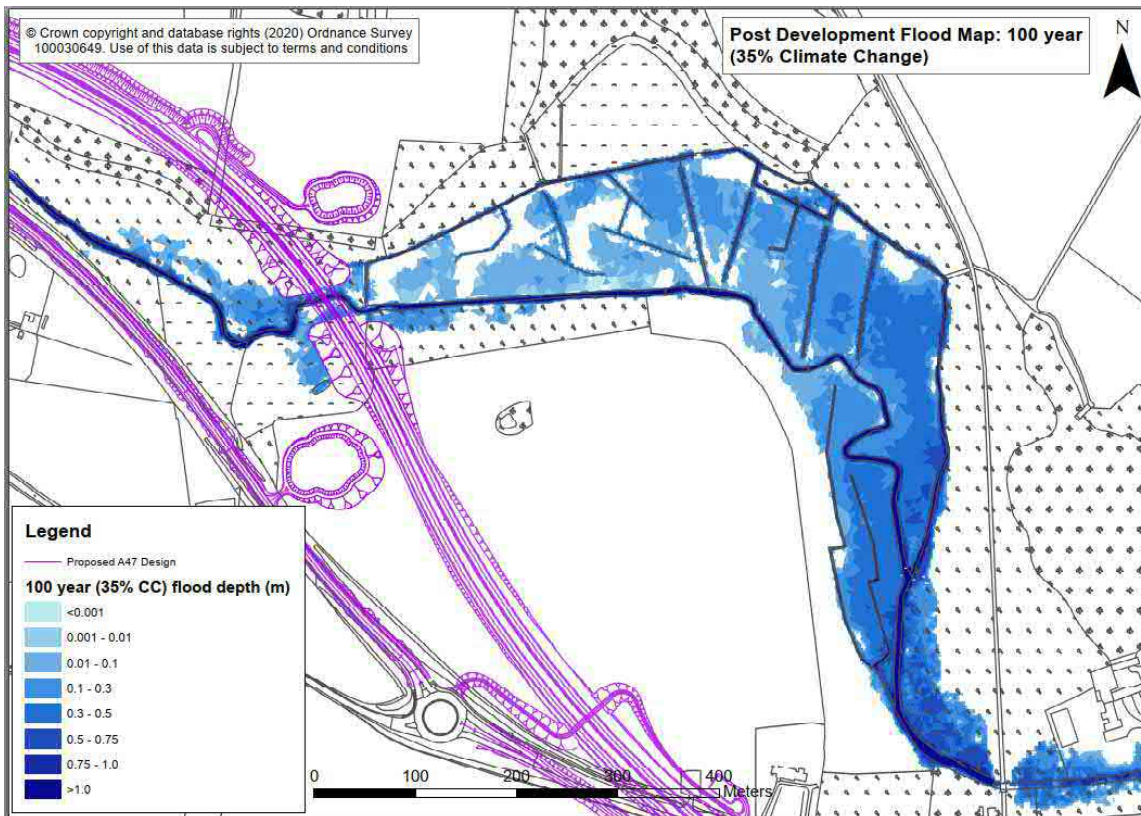 © Crown copyright and database rights (2020) Ordnance Survey
100030649. Use of this data is subject to terms and conditions
Post Development Flood Map: 100 year
(35% Climate Change)
N
Legend
Proposed A47 Design
100 year (35% CC) flood depth (m)
<0.001
0.001 - 0.01
0.01 - 0.1
0.1 - 0.3
0.3 - 0.5
0.5 - 0.75
0.75 - 1.0
>1.0
0 100 200 300 400
Meters